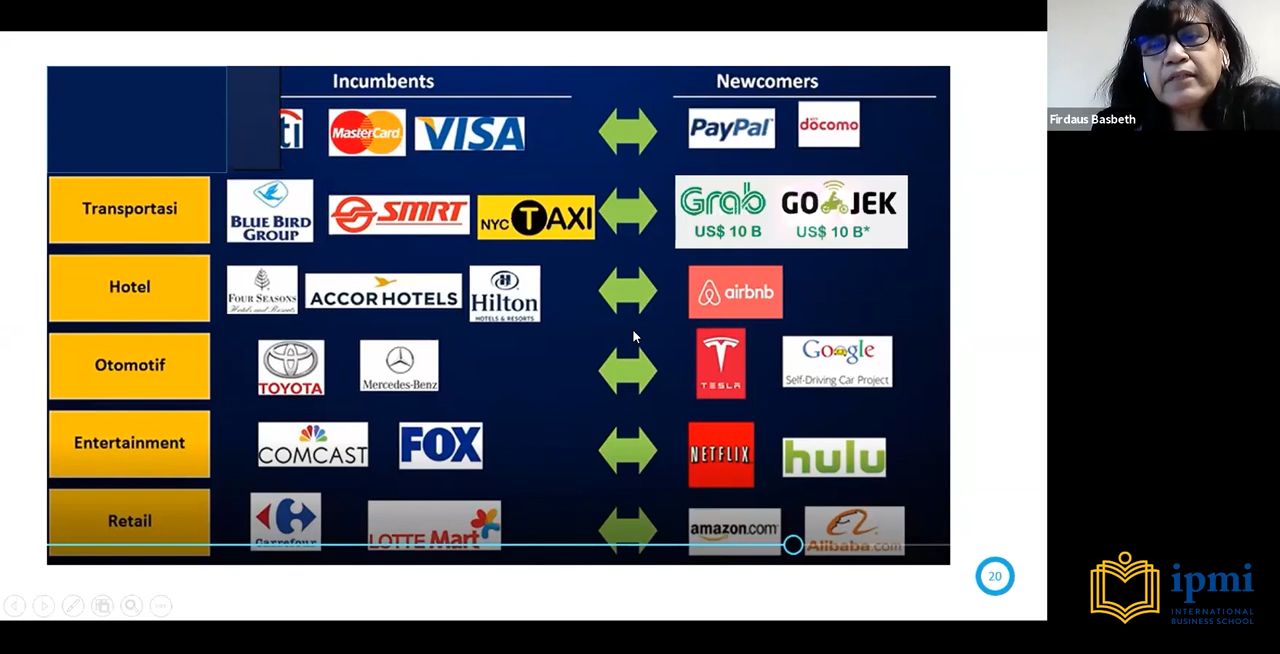 Incumbents
Newcomers
ti
MasterCard
VISA
PayPal
docomo
Transportasi
BLUE BIRD
GROUP
SMRT
NYC TAXI
Grab
GO JEK
US$ 10 B
US$ 10 B*
Hotel
FOUR SEASONS
Hotels and Resorts
ACCOR HOTELS
Hilton
HOTELS & RESORTS
airbnb
Otomotif
TOYOTA
Mercedes-Benz
TESLA
Google
Self-Driving Car Project
Entertainment
COMCAST
FOX
NETFLIX
hulu
Retail
Carrefour
LOTTE Mart
amazon.com
Alibaba.com
20
Firdaus Basbeth
ipmi
INTERNATIONAL
BUSINESS SCHOOL